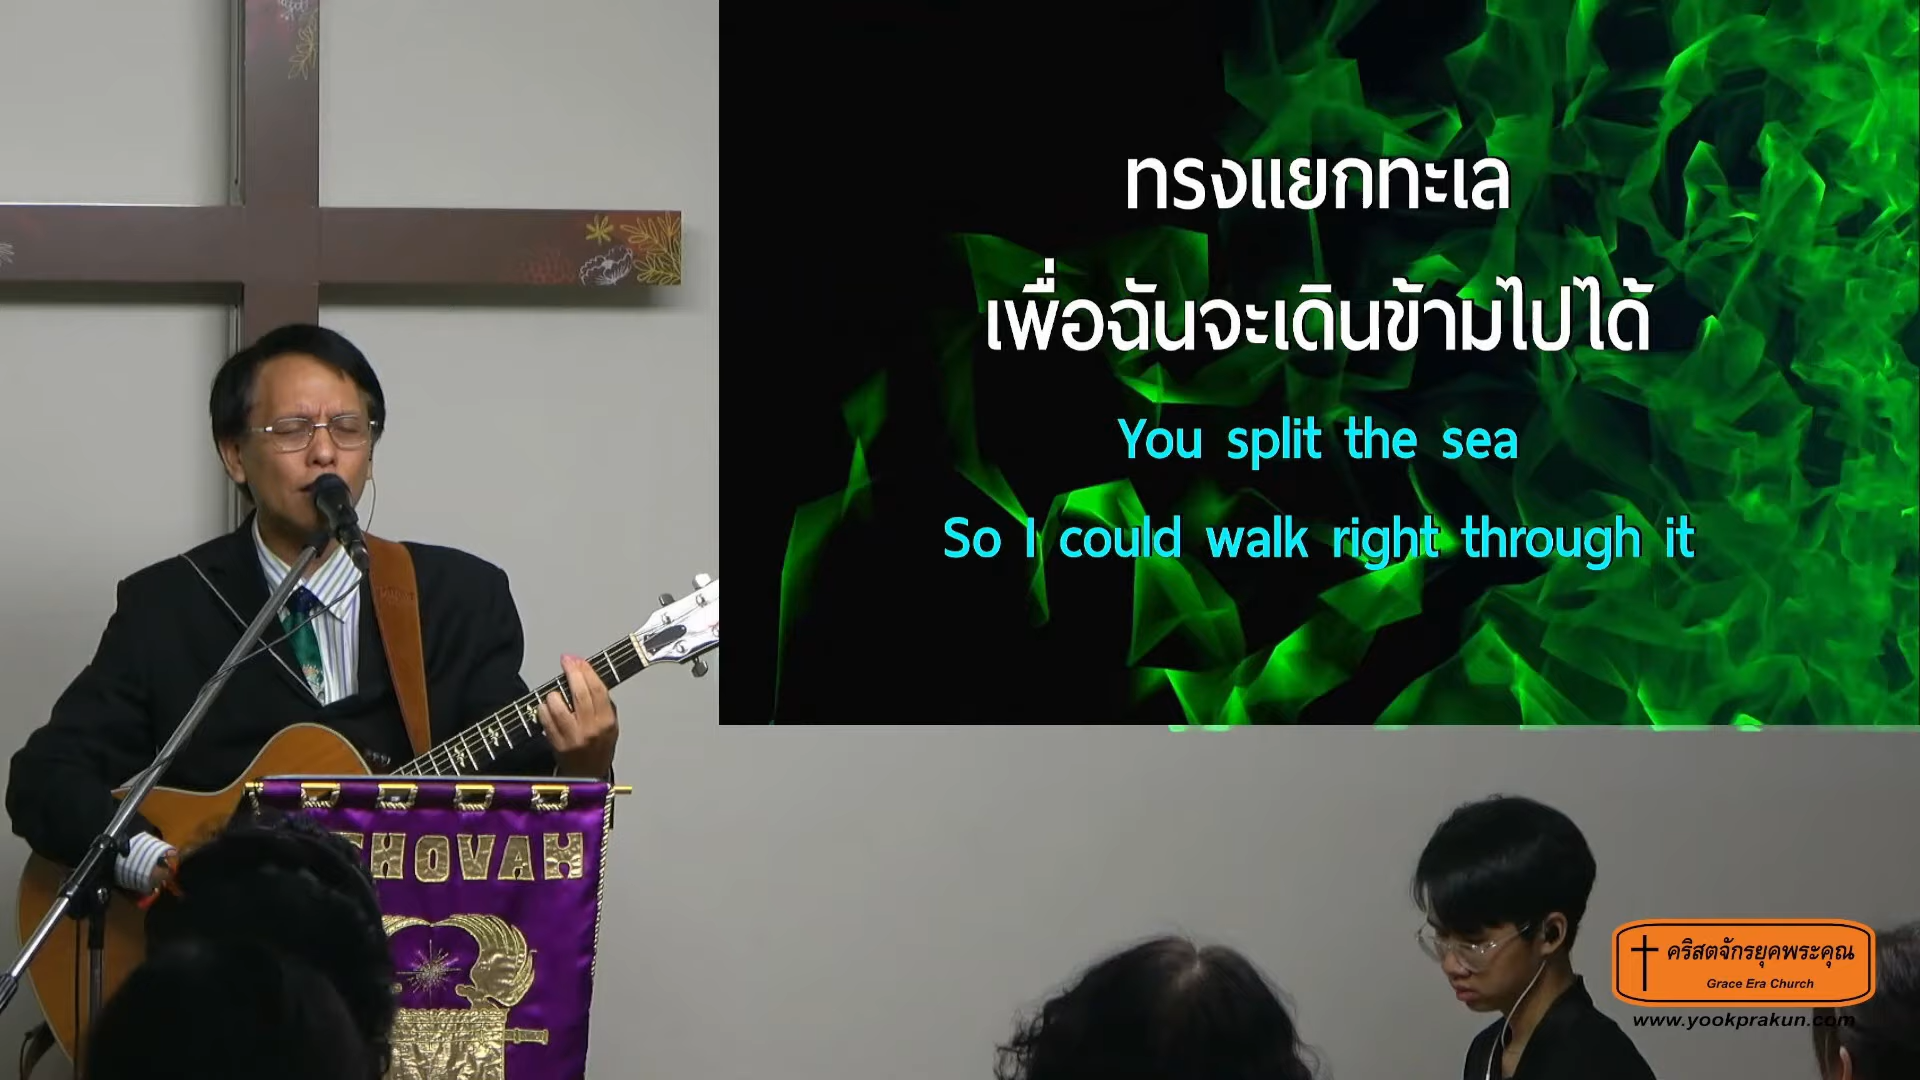 ทรงแยกทะเล
เพื่อฉันจะเดินข้ามไปได้
You split the sea
So I could walk right through it
HOVAH
คริสตจักรยุคพระคุณ
Grace Era Church
www.yookprakun.com